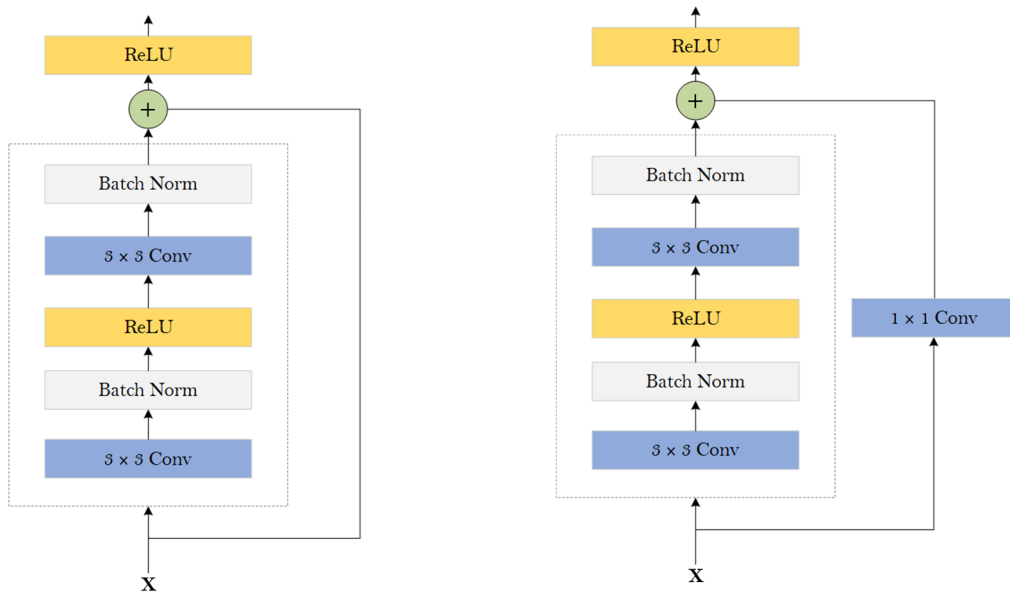 ReLU
+
Batch Norm
3 × 3 Conv
ReLU
Batch Norm
3 × 3 Conv
X
ReLU
+
Batch Norm
3 × 3 Conv
ReLU
1 × 1 Conv
Batch Norm
3 × 3 Conv
X